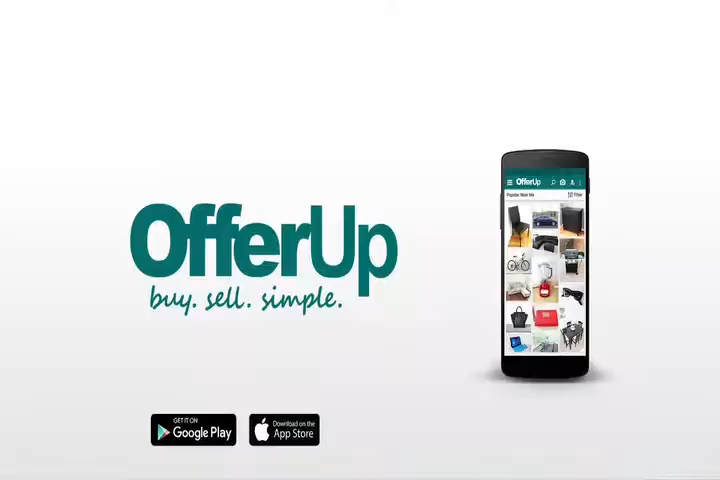 OfferUp
buy. sell. simple.
GET IT ON
Google Play
Download on the
App Store
OfferUp
Popular Near Me
Filter